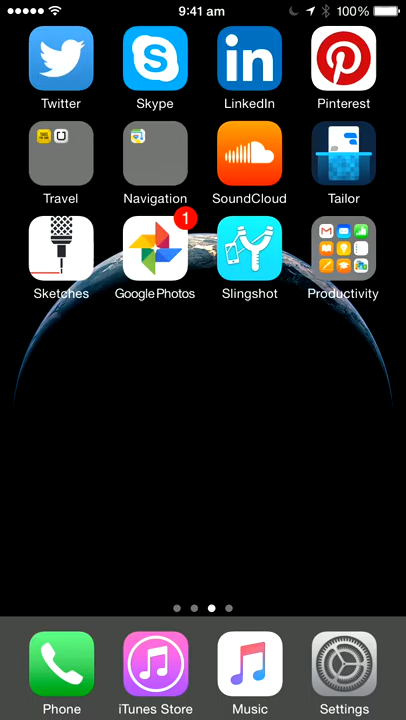 9:41 am
100%
Twitter
Skype
LinkedIn
Pinterest
Travel
Navigation
SoundCloud
Tailor
1
Sketches
Google Photos
Slingshot
Productivity
Phone
iTunes Store
Music
Settings